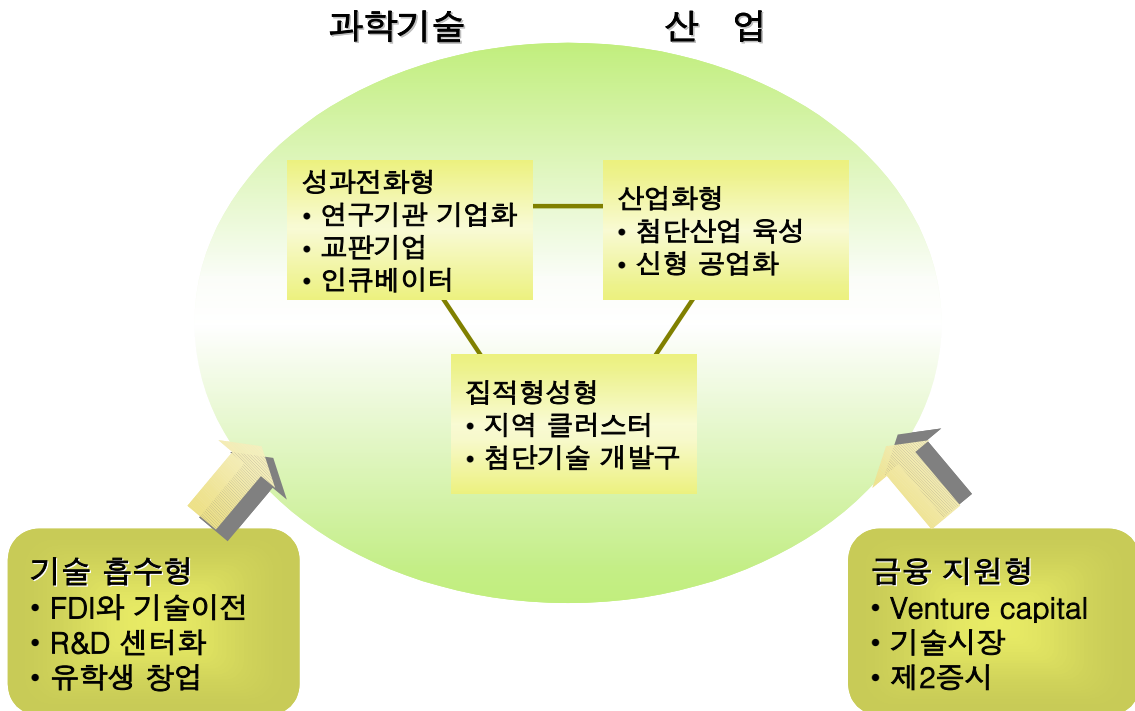 과학기술 산 업
성과전화형
• 연구기관 기업화
• 교판기업
• 인큐베이터
산업화형
• 첨단산업 육성
• 신형 공업화
집적형성형
• 지역 클러스터
• 첨단기술 개발구
기술 흡수형
• FDI와 기술이전
• R&D 센터화
• 유학생 창업
금융 지원형
• Venture capital
• 기술시장
• 제2증시